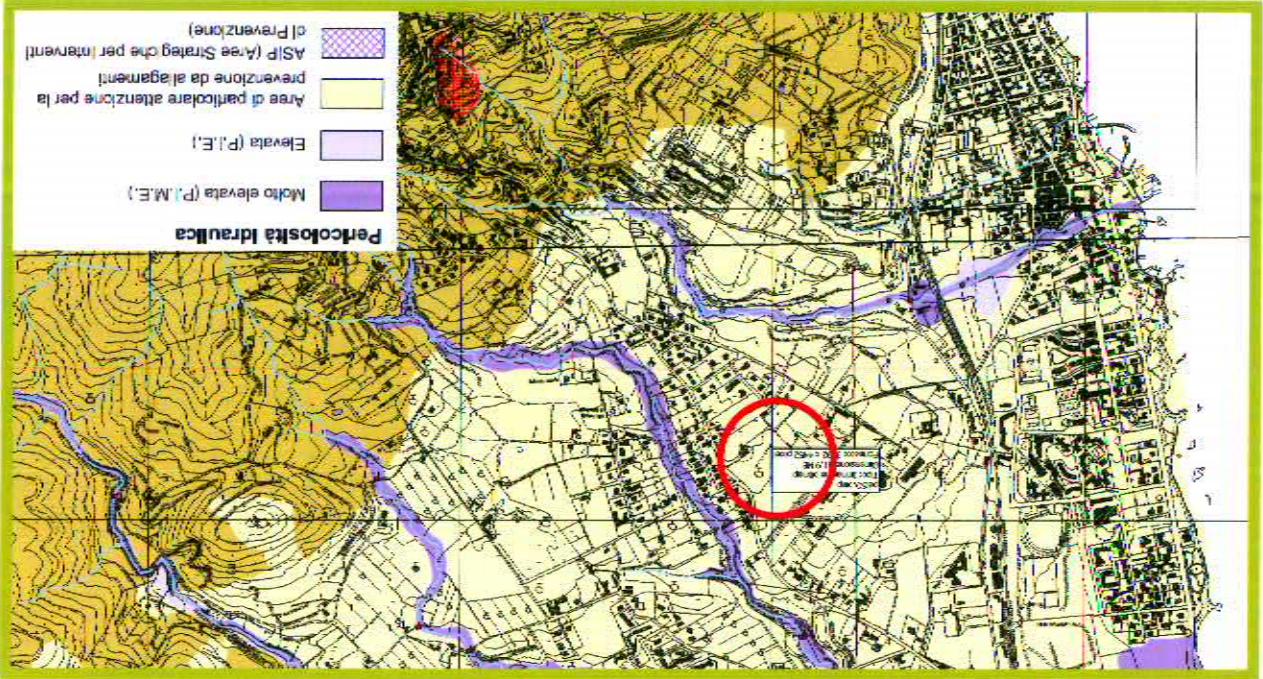 Pericolosità Idraulica
Molto elevata (P.I.M.E.)
Elevata (P.I.E.)
Aree di particolare attenzione per la
prevenzione da allagamenti
ASIP (Aree Strategiche per Interventi
di Prevenzione)